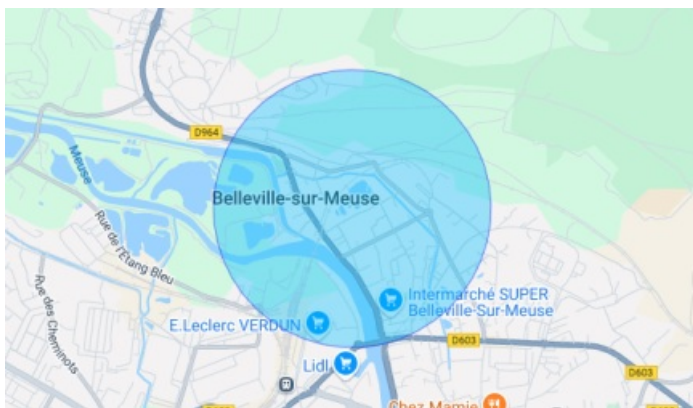 D964
Meuse
Belleville-sur-Meuse
Rue de l'Étang Bleu
Rue des Cheminots
Intermarché SUPER
Belleville-Sur-Meuse
E.Leclerc VERDUN
D603
Lidl
D603
Chez Mamie